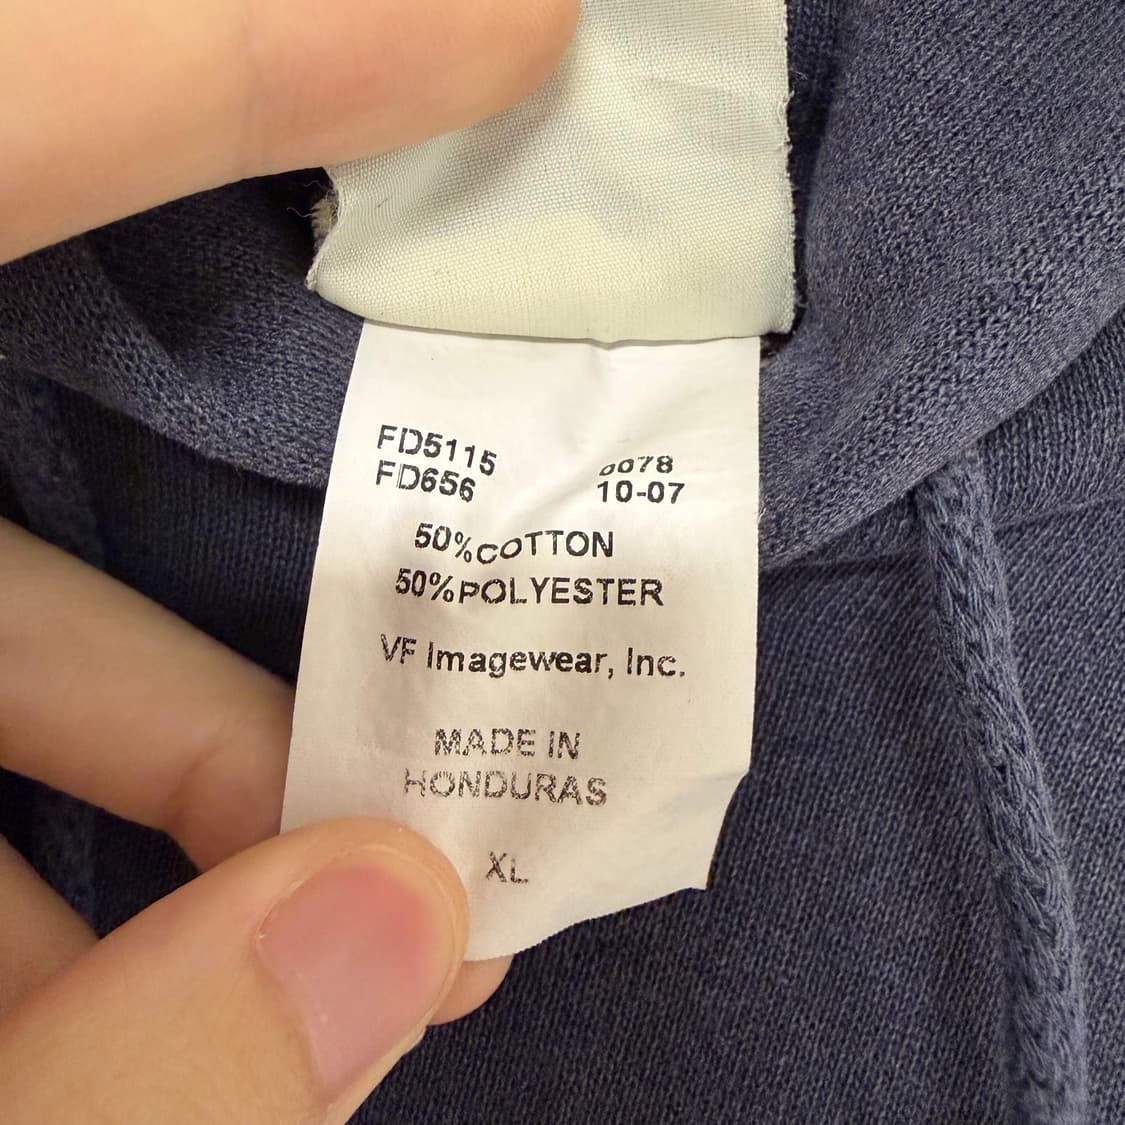 FD5115
FD656
10-07
50%COTTON
50%POLYESTER
VF Imagewear, Inc.
MADE IN
HONDURAS
XL